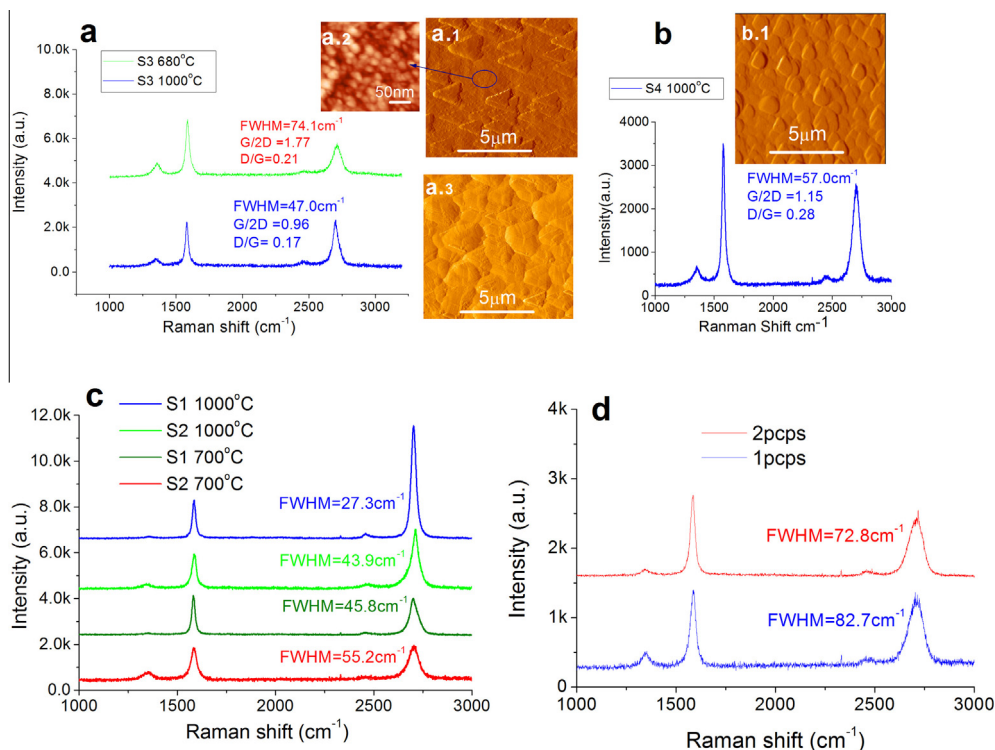 a
10.0k
8.0k
6.0k
4.0k
2.0k
0.0
Intensity (a.u.)
S3 680°C
S3 1000°C
FWHM=74.1cm⁻¹
G/2D =1.77
D/G=0.21
FWHM=47.0cm⁻¹
G/2D = 0.96
D/G= 0.17
1000 1500 2000 2500 3000
Raman shift (cm⁻¹)
a.2
50nm
a.1
5μm
a.3
5μm
b
S4 1000°C
b.1
5μm
4000
3000
2000
1000
0
Intensity(a.u.)
FWHM=57.0cm⁻¹
G/2D = 1.15
D/G = 0.28
1000 1500 2000 2500 3000
Ranman Shift cm⁻¹
c
S1 1000°C
S2 1000°C
S1 700°C
S2 700°C
12.0k
10.0k
8.0k
6.0k
4.0k
2.0k
0.0
Intensity (a.u.)
FWHM=27.3cm⁻¹
FWHM=43.9cm⁻¹
FWHM=45.8cm⁻¹
FWHM=55.2cm⁻¹
1000 1500 2000 2500 3000
Raman shift (cm⁻¹)
d
2pcps
1pcps
4k
3k
2k
1k
0
Intensity (a.u.)
FWHM=72.8cm⁻¹
FWHM=82.7cm⁻¹
1000 1500 2000 2500 3000
Raman shift (cm⁻¹)